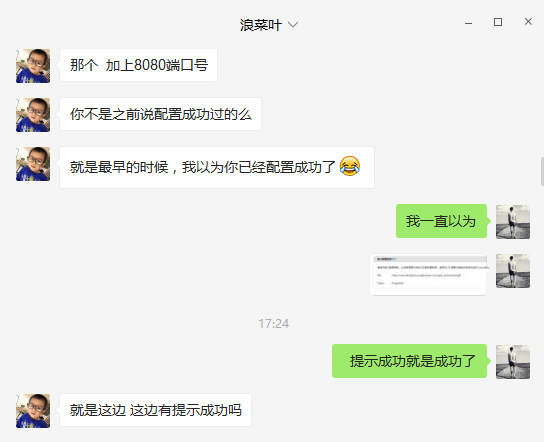 浪菜叶
那个 加上8080端口号
你不是之前说配置成功过的么
就是最早的时候，我以为你已经配置成功了
我一直以为
17:24
提示成功就是成功了
就是这边 这边有提示成功吗